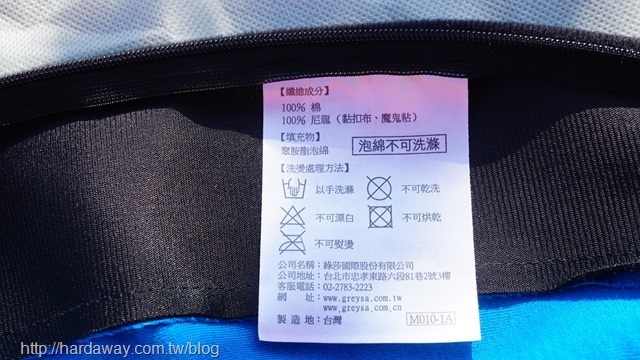 【纖維成分】
100% 棉
100% 尼龍（黏扣布、魔鬼粘）
【填充物】
聚胺酯泡綿
泡綿不可洗滌
【洗燙處理方法】
以手洗滌 不可乾洗
不可漂白 不可烘乾
不可熨燙
公司名稱：綠莎國際股份有限公司
公司地址：台北市忠孝東路六段81巷2號3樓
客服電話：02-2783-2223
網 址：www.greysa.com.tw
www.greysa.com.cn
製 造 地：台灣
M010-1A
http://hardaway.com.tw/blog